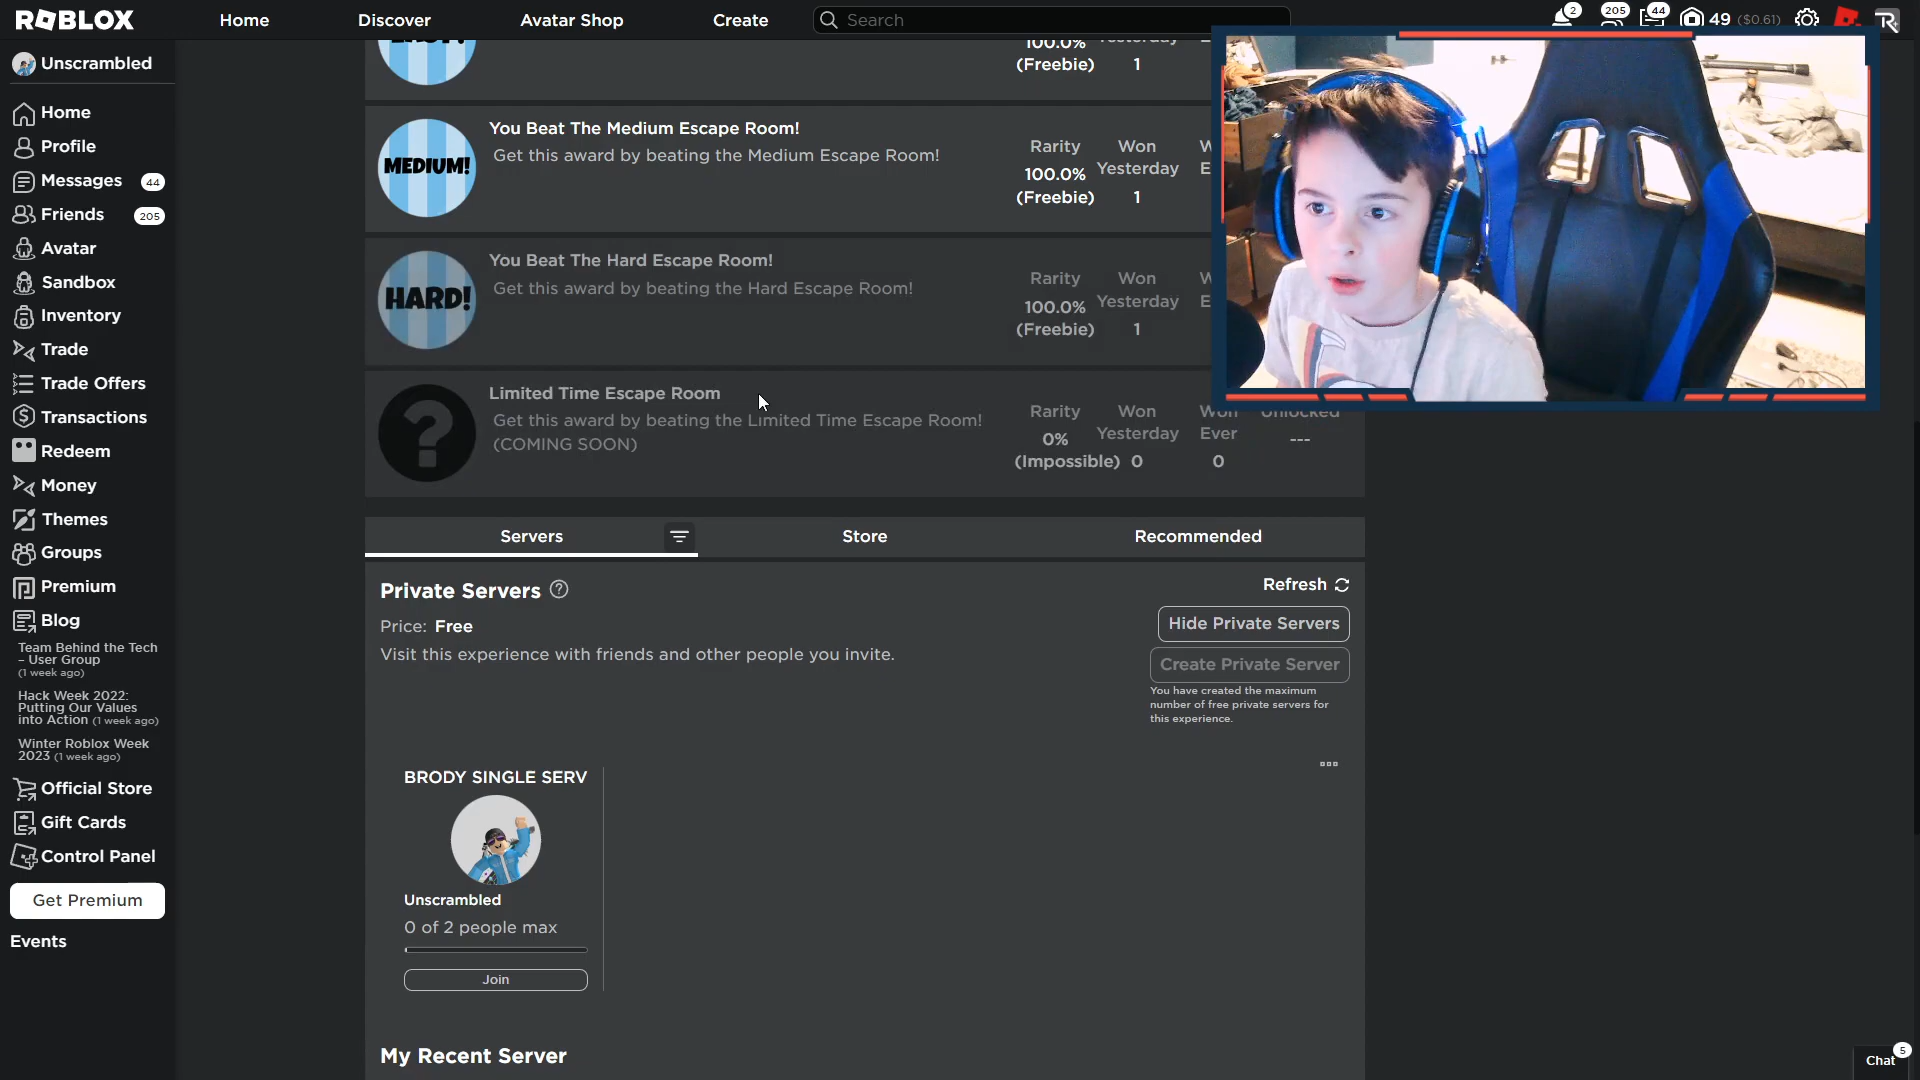 ROBLOX
Home
Discover
Avatar Shop
Create
Search
2
205
44
49 ($0.61)
Unscrambled
Home
Profile
Messages 44
Friends 205
Avatar
Sandbox
Inventory
Trade
Trade Offers
Transactions
Redeem
Money
Themes
Groups
Premium
Blog
Team Behind the Tech
– User Group
(1 week ago)
Hack Week 2022:
Putting Our Values
into Action (1 week ago)
Winter Roblox Week
2023 (1 week ago)
Official Store
Gift Cards
Control Panel
Get Premium
Events
100.0%
(Freebie)
1
MEDIUM!
You Beat The Medium Escape Room!
Get this award by beating the Medium Escape Room!
Rarity
100.0%
(Freebie)
Won
Yesterday
1
HARD!
You Beat The Hard Escape Room!
Get this award by beating the Hard Escape Room!
Rarity
100.0%
(Freebie)
Won
Yesterday
1
?
Limited Time Escape Room
Get this award by beating the Limited Time Escape Room!
(COMING SOON)
Rarity
0%
(Impossible)
Won
Yesterday
0
Won
Ever
0
Unlocked
---
Servers
Store
Recommended
Private Servers ?
Refresh
Price: Free
Hide Private Servers
Visit this experience with friends and other people you invite.
Create Private Server
You have created the maximum
number of free private servers for
this experience.
BRODY SINGLE SERV
Unscrambled
0 of 2 people max
Join
My Recent Server
Chat 5